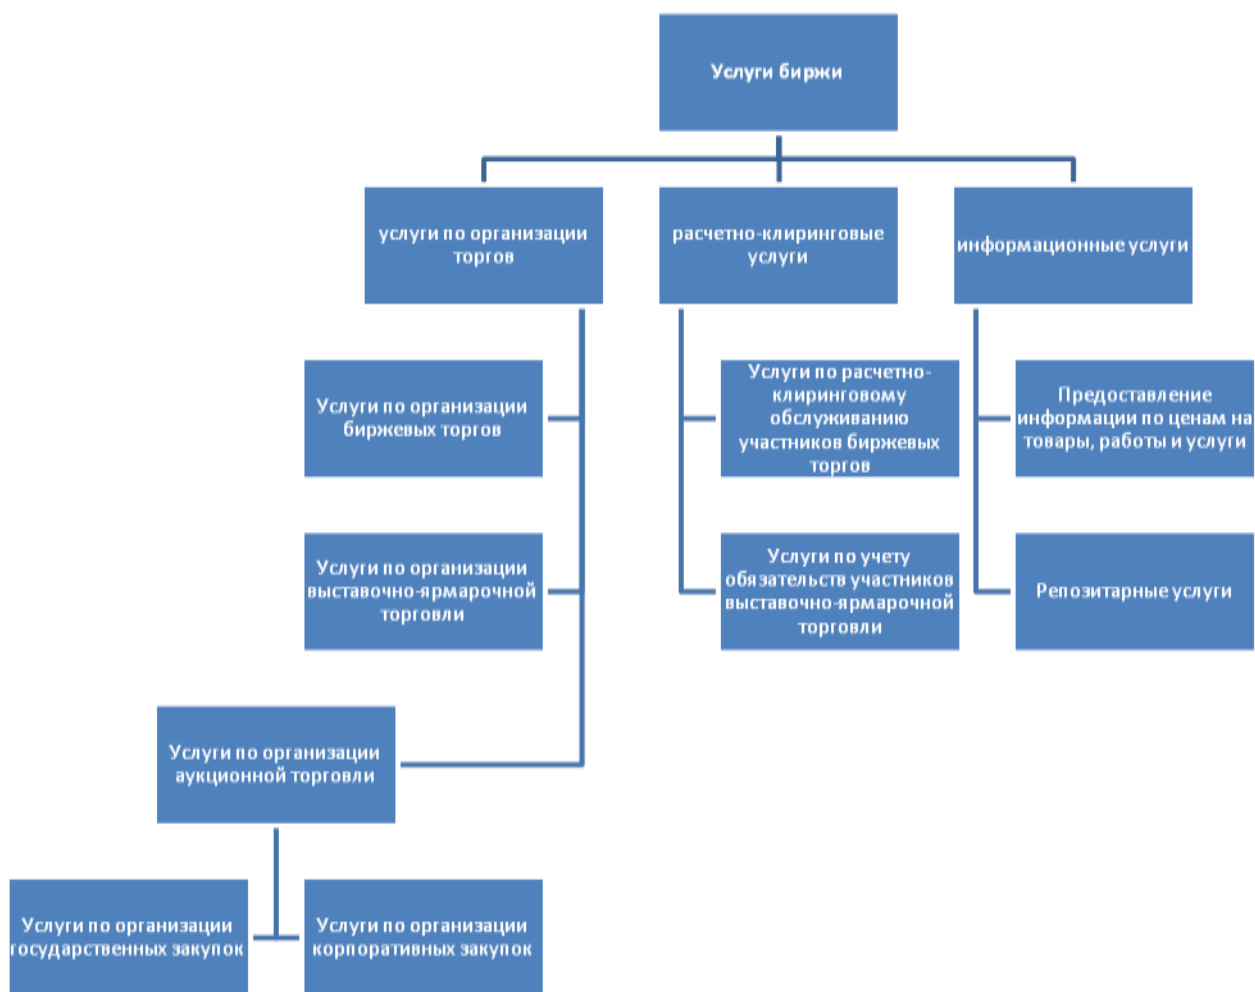 Услуги биржи
услуги по организации
торгов
расчетно-клиринговые
услуги
информационные услуги
Услуги по организации
биржевых торгов
Услуги по расчетно-
клиринговому
обслуживанию
участников биржевых
торгов
Предоставление
информации по ценам на
товары, работы и услуги
Услуги по организации
выставочно-ярмарочной
торговли
Услуги по учету
обязательств участников
выставочно-ярмарочной
торговли
Репозитарные услуги
Услуги по организации
аукционной торговли
Услуги по организации
государственных закупок
Услуги по организации
корпоративных закупок